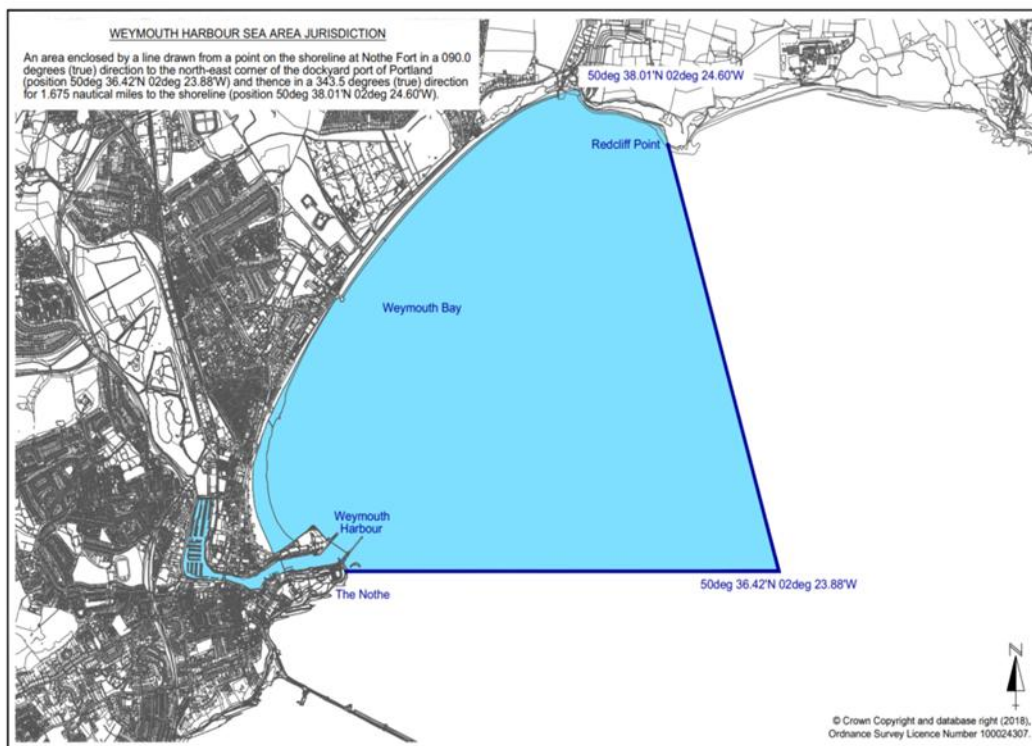 WEYMOUTH HARBOUR SEA AREA JURISDICTION
An area enclosed by a line drawn from a point on the shoreline at Nothe Fort in a 090.0
degrees (true) direction to the north-east corner of the dockyard port of Portland
(position 50deg 36.42'N 02deg 23.88'W) and thence in a 343.5 degrees (true) direction
for 1.675 nautical miles to the shoreline (position 50deg 38.01'N 02deg 24.60'W).
50deg 38.01'N 02deg 24.60'W
Redcliff Point
Weymouth Bay
Weymouth
Harbour
The Nothe
50deg 36.42'N 02deg 23.88'W
N
© Crown Copyright and database right (2018),
Ordnance Survey Licence Number 100024307.